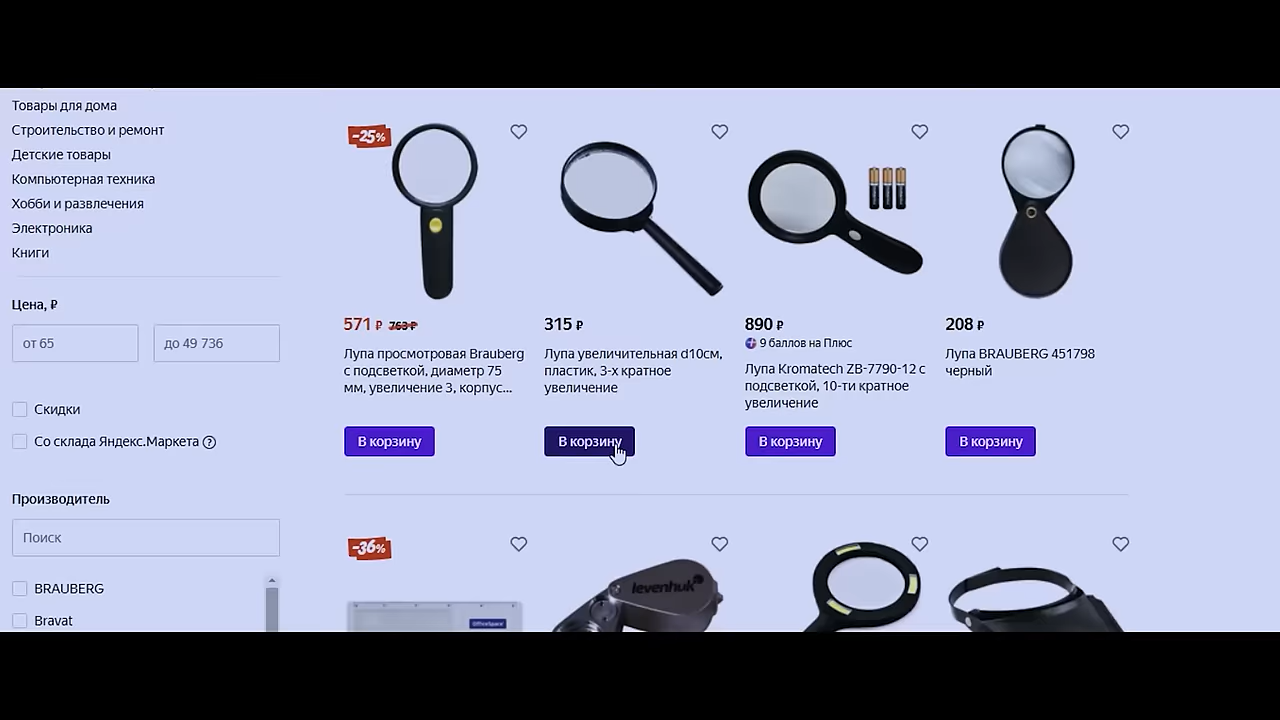 Товары для дома
Строительство и ремонт
Детские товары
Компьютерная техника
Хобби и развлечения
Электроника
Книги
Цена, ₽
от 65
до 49 736
Скидки
Со склада Яндекс.Маркета ?
Производитель
Поиск
BRAUBERG
Bravat
-25%
571 ₽ 763 ₽
Лупа просмотровая Brauberg
с подсветкой, диаметр 75
мм, увеличение 3, корпус...
В корзину
315 ₽
Лупа увеличительная d10см,
пластик, 3-х кратное
увеличение
В корзину
890 ₽
9 баллов на Плюс
Лупа Kromatech ZB-7790-12 с
подсветкой, 10-ти кратное
увеличение
В корзину
208 ₽
Лупа BRAUBERG 451798
черный
В корзину
-36%
OfficeSpace
levenhuk